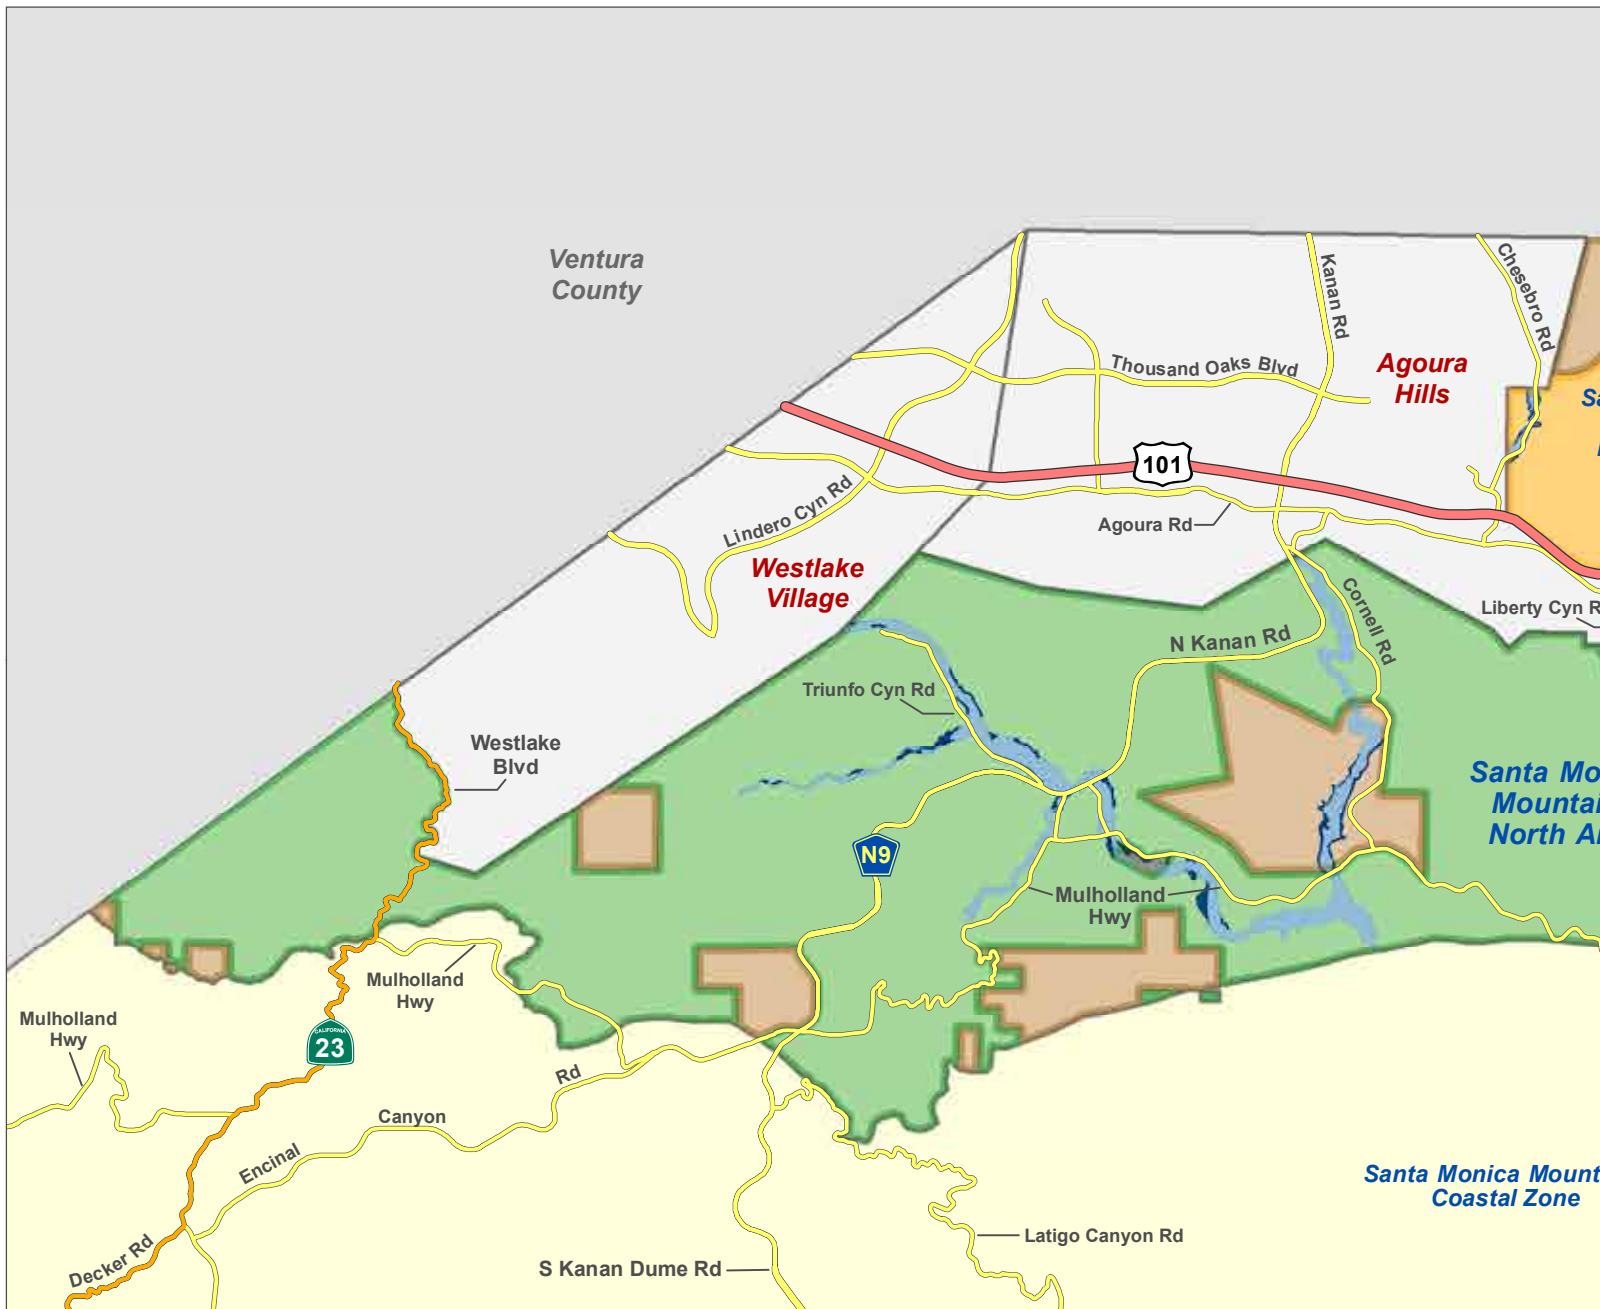 Ventura
County
Kanan Rd
Chesebro Rd
Thousand Oaks Blvd
Agoura
Hills
101
Lindero Cyn Rd
Agoura Rd
Westlake
Village
Cornell Rd
Liberty Cyn R
N Kanan Rd
Triunfo Cyn Rd
Westlake
Blvd
Santa Mo
Mountai
North A
N9
Mulholland
Hwy
Mulholland
Hwy
Mulholland
Hwy
CALIFORNIA
23
Rd
Canyon
Encinal
Santa Monica Mount
Coastal Zone
Decker Rd
Latigo Canyon Rd
S Kanan Dume Rd